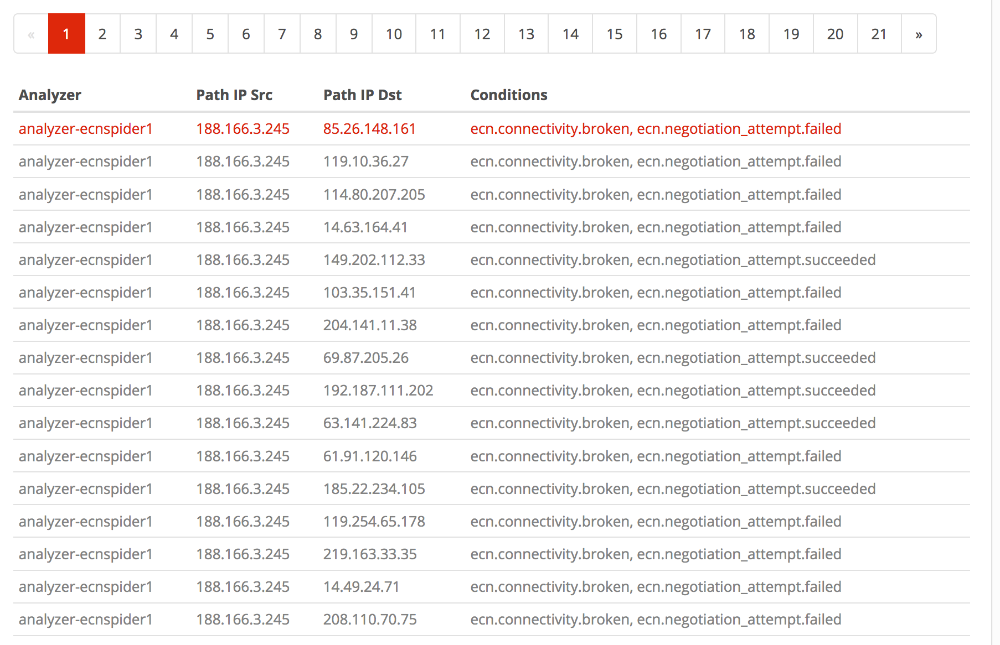 « 1 2 3 4 5 6 7 8 9 10 11 12 13 14 15 16 17 18 19 20 21 »
Analyzer Path IP Src Path IP Dst Conditions
analyzer-ecnspider1 188.166.3.245 85.26.148.161 ecn.connectivity.broken, ecn.negotiation_attempt.failed
analyzer-ecnspider1 188.166.3.245 119.10.36.27 ecn.connectivity.broken, ecn.negotiation_attempt.failed
analyzer-ecnspider1 188.166.3.245 114.80.207.205 ecn.connectivity.broken, ecn.negotiation_attempt.failed
analyzer-ecnspider1 188.166.3.245 14.63.164.41 ecn.connectivity.broken, ecn.negotiation_attempt.failed
analyzer-ecnspider1 188.166.3.245 149.202.112.33 ecn.connectivity.broken, ecn.negotiation_attempt.succeeded
analyzer-ecnspider1 188.166.3.245 103.35.151.41 ecn.connectivity.broken, ecn.negotiation_attempt.failed
analyzer-ecnspider1 188.166.3.245 204.141.11.38 ecn.connectivity.broken, ecn.negotiation_attempt.failed
analyzer-ecnspider1 188.166.3.245 69.87.205.26 ecn.connectivity.broken, ecn.negotiation_attempt.succeeded
analyzer-ecnspider1 188.166.3.245 192.187.111.202 ecn.connectivity.broken, ecn.negotiation_attempt.succeeded
analyzer-ecnspider1 188.166.3.245 63.141.224.83 ecn.connectivity.broken, ecn.negotiation_attempt.succeeded
analyzer-ecnspider1 188.166.3.245 61.91.120.146 ecn.connectivity.broken, ecn.negotiation_attempt.failed
analyzer-ecnspider1 188.166.3.245 185.22.234.105 ecn.connectivity.broken, ecn.negotiation_attempt.succeeded
analyzer-ecnspider1 188.166.3.245 119.254.65.178 ecn.connectivity.broken, ecn.negotiation_attempt.failed
analyzer-ecnspider1 188.166.3.245 219.163.33.35 ecn.connectivity.broken, ecn.negotiation_attempt.failed
analyzer-ecnspider1 188.166.3.245 14.49.24.71 ecn.connectivity.broken, ecn.negotiation_attempt.failed
analyzer-ecnspider1 188.166.3.245 208.110.70.75 ecn.connectivity.broken, ecn.negotiation_attempt.failed